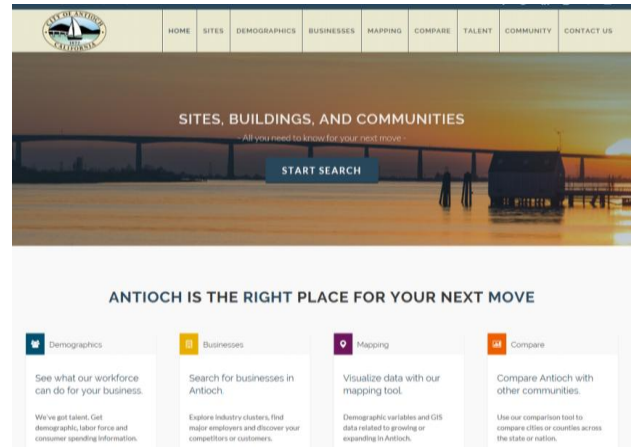 CITY OF ANTIOCH
CALIFORNIA
HOME SITES DEMOGRAPHICS BUSINESSES MAPPING COMPARE TALENT COMMUNITY CONTACT US
SITES, BUILDINGS, AND COMMUNITIES
- All you need to know for your next move -
START SEARCH
ANTIOCH IS THE RIGHT PLACE FOR YOUR NEXT MOVE
Demographics
See what our workforce
can do for your business.
We've got talent. Get
demographic, labor force and
consumer spending information.
Businesses
Search for businesses in
Antioch.
Explore industry clusters, find
major employers and discover your
competitors or customers.
Mapping
Visualize data with our
mapping tool.
Demographic variables and GIS
data related to growing or
expanding in Antioch.
Compare
Compare Antioch with
other communities.
Use our comparison tool to
compare cities or counties across
the state or nation.